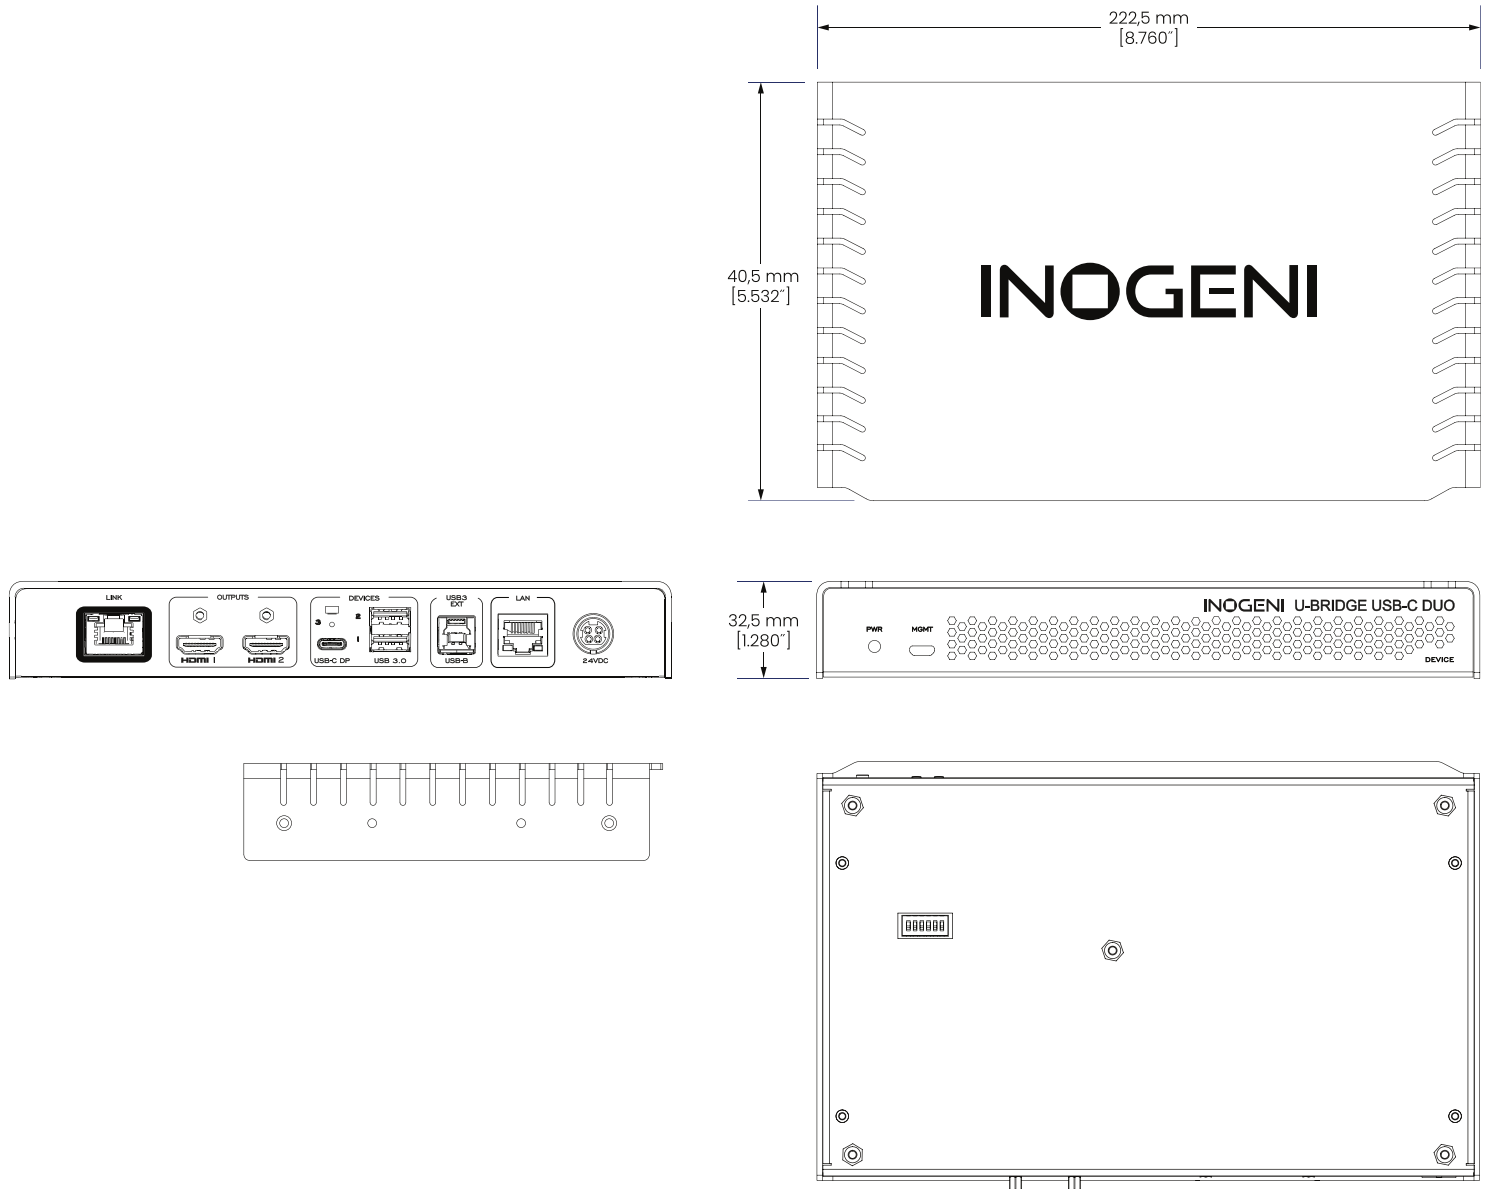 222,5 mm
[8.760″]
40,5 mm
[5.532″]
INOGENI
LINK
OUTPUTS
HDMI 1
HDMI 2
DEVICES
3
2
1
USB-C DP
USB 3.0
USB3
EXT
USB-B
LAN
24VDC
32,5 mm
[1.280″]
INOGENI U-BRIDGE USB-C DUO
PWR
MGMT
DEVICE